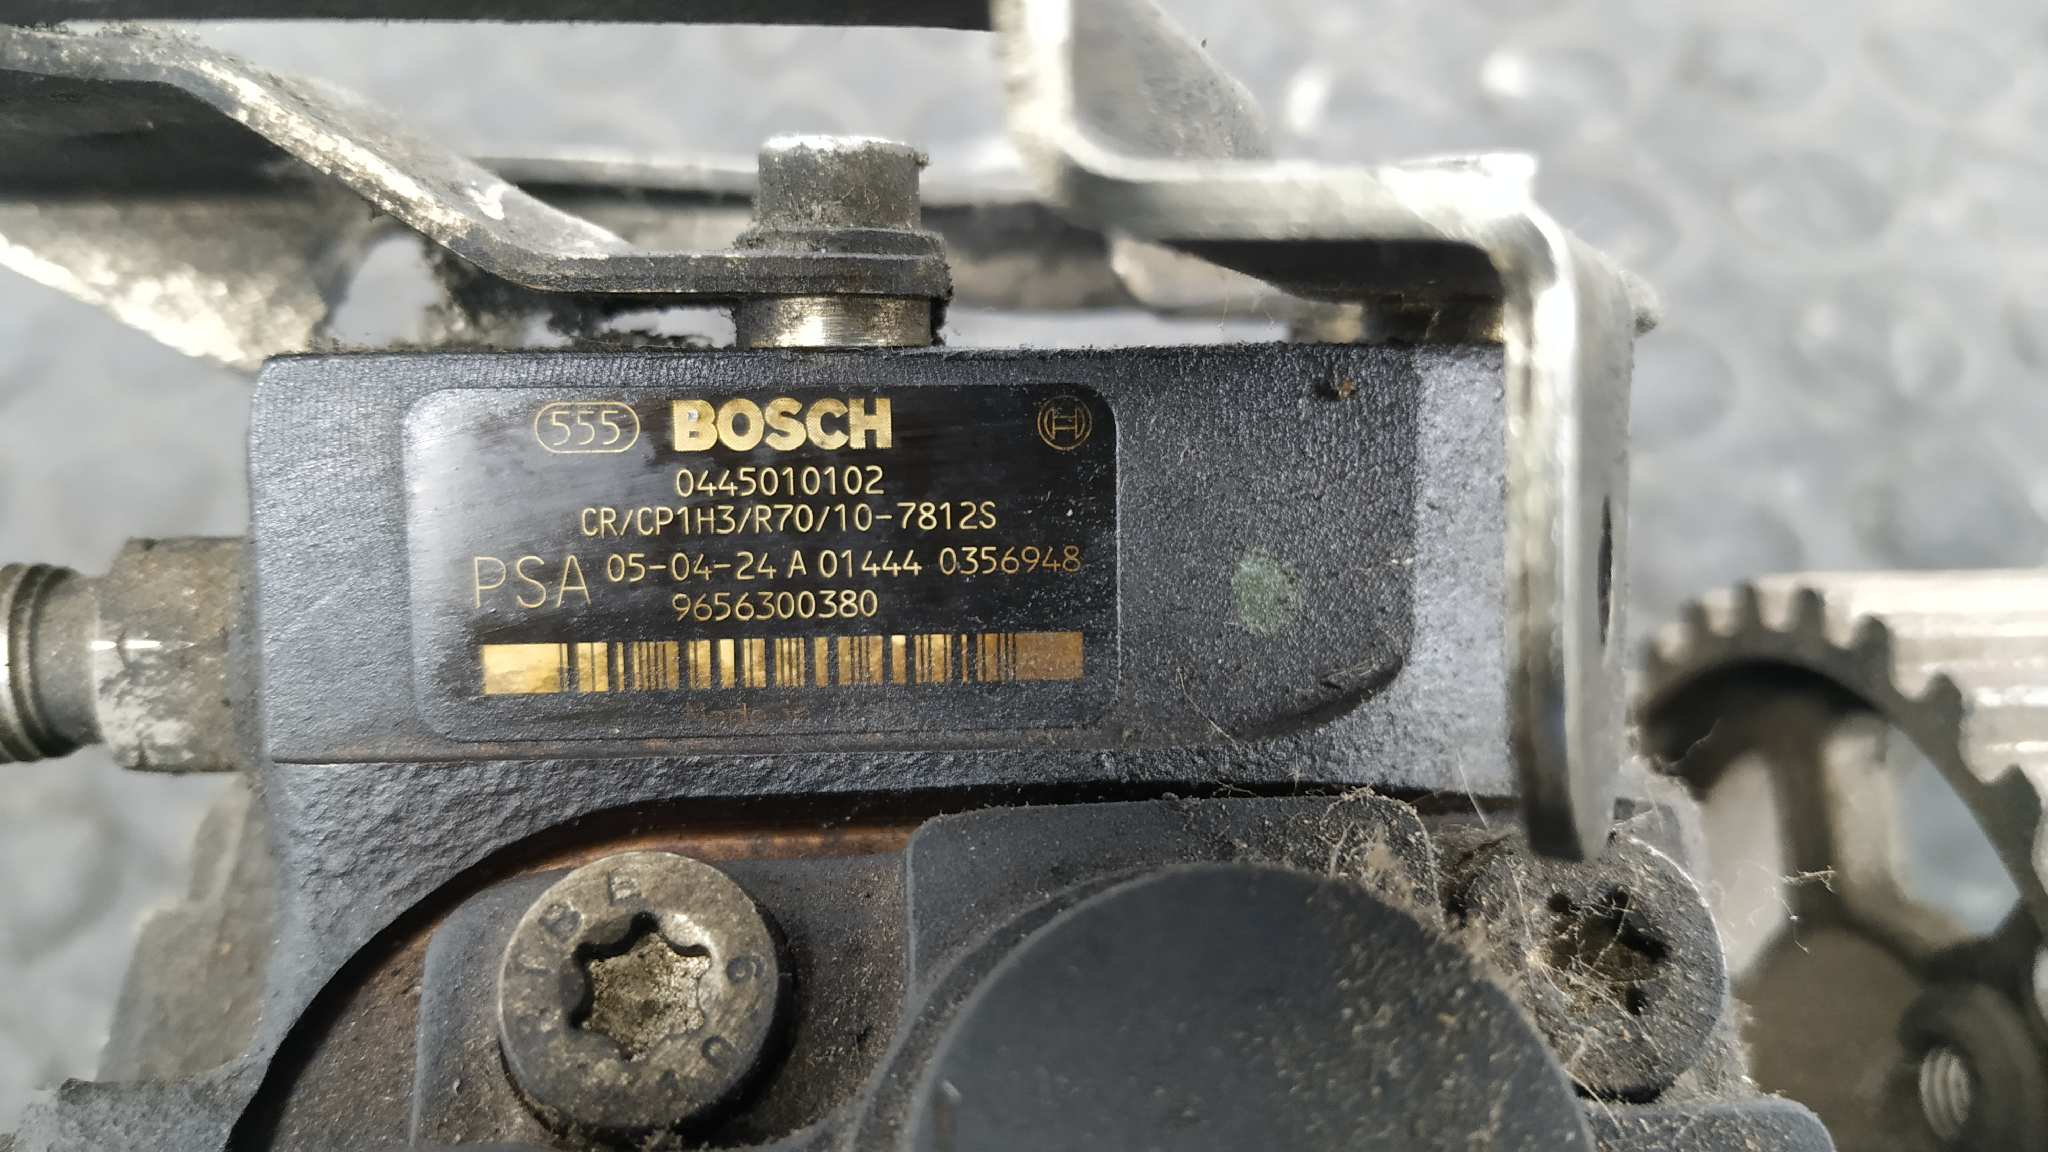 555 BOSCH
0445010102
CR/CP1H3/R70/10-7812S
PSA 05-04-24 A 01444 0356948
9656300380